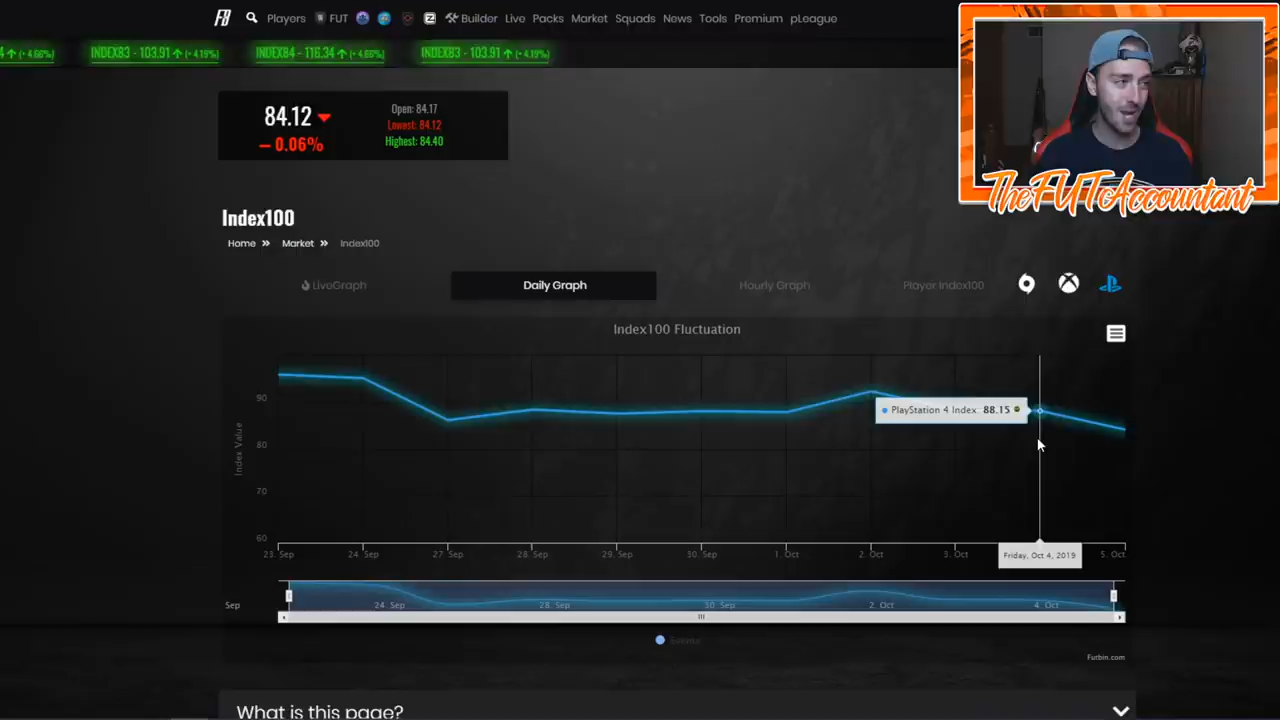 FB Players FUT Builder Live Packs Market Squads News Tools Premium pLeague
4 (+ 4.66%) INDEX83 - 103.91 (+ 4.19%) INDEX84 - 116.34 (+ 4.66%) INDEX83 - 103.91 (+ 4.19%)
84.12
– 0.06%
Open: 84.17
Lowest: 84.12
Highest: 84.40
TheFUTAccountant
Index100
Home » Market » Index100
LiveGraph
Daily Graph
Hourly Graph
Player Index100
Index100 Fluctuation
Index Value
90
80
70
60
PlayStation 4 Index: 88.15
23. Sep 24. Sep 27. Sep 28. Sep 29. Sep 30. Sep 1. Oct 2. Oct 3. Oct 5. Oct
Friday, Oct 4, 2019
Sep 24. Sep 28. Sep 30. Sep 2. Oct 4. Oct
Events
Futbin.com
What is this page?